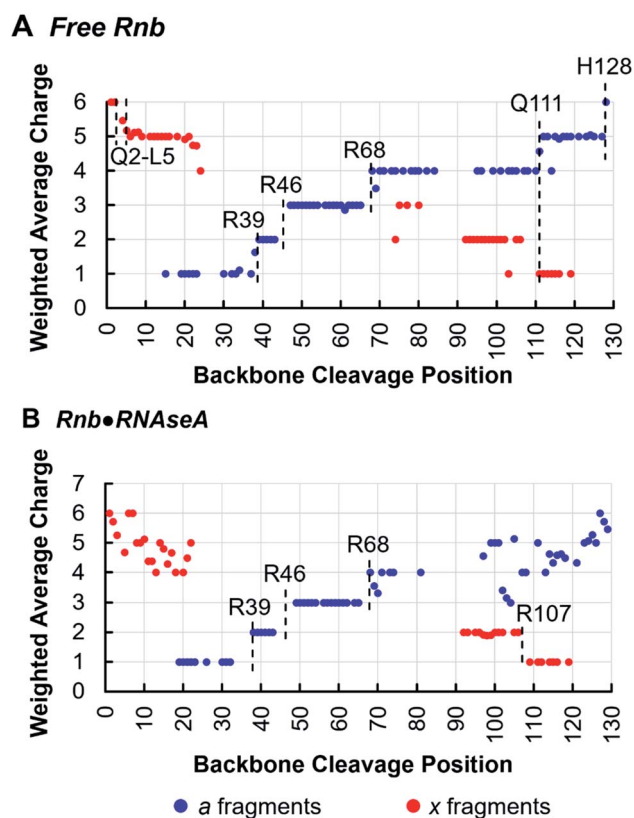 A Free Rnb
Weighted Average Charge
6
5
4
3
2
1
0
Q2-L5
R39
R46
R68
Q111
H128
0 10 20 30 40 50 60 70 80 90 100 110 120 130
Backbone Cleavage Position
B Rnb●RNAseA
Weighted Average Charge
7
6
5
4
3
2
1
0
R39
R46
R68
R107
0 10 20 30 40 50 60 70 80 90 100 110 120 130
Backbone Cleavage Position
a fragments
x fragments